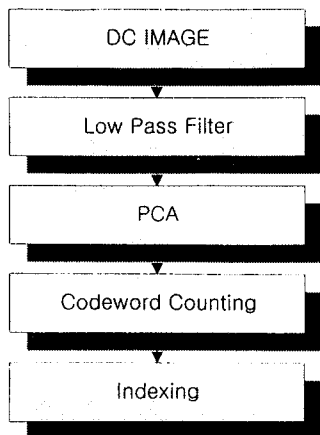 DC IMAGE
Low Pass Filter
PCA
Codeword Counting
Indexing